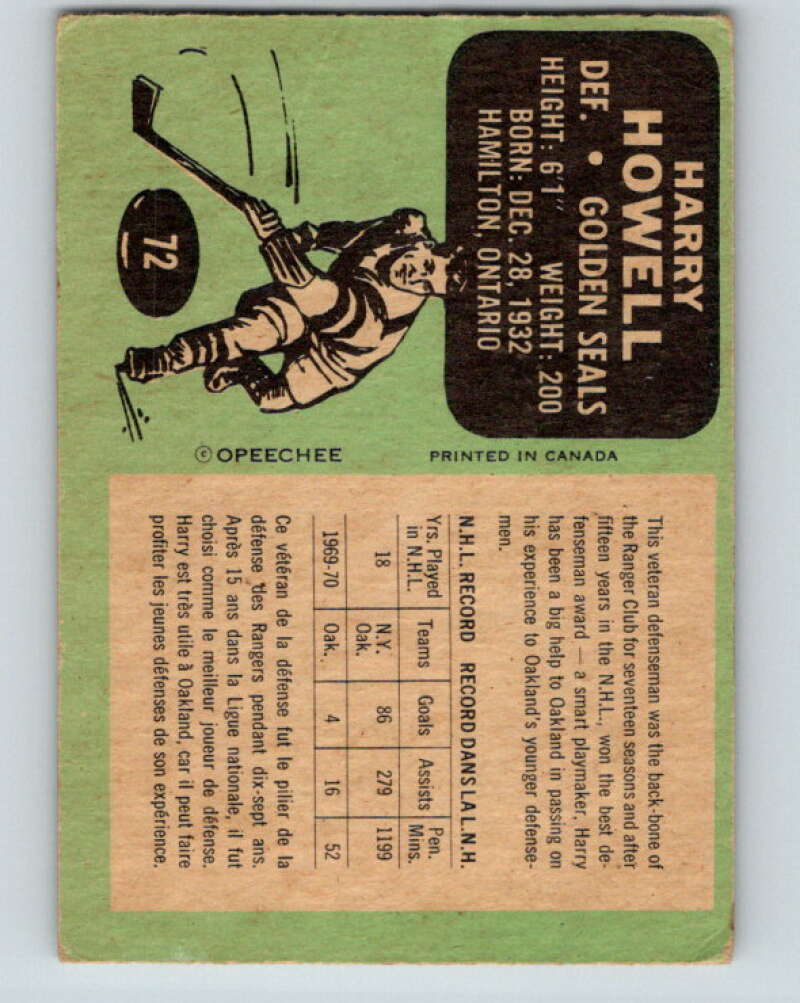 HARRY
HOWELL
DEF. • GOLDEN SEALS
HEIGHT: 6'1" WEIGHT: 200
BORN: DEC. 28, 1932
HAMILTON, ONTARIO
72
© OPEECHEE PRINTED IN CANADA
This veteran defenseman was the back-bone of
the Ranger Club for seventeen seasons and after
fifteen years in the N.H.L., won the best de-
fenseman award — a smart playmaker, Harry
has been a big help to Oakland in passing on
his experience to Oakland's younger defense-
men.
N.H.L. RECORD RECORD DANS LA L.N.H.
Yrs. Played in N.H.L. Teams Goals Assists Pen. Mins.
18 N.Y. Oak. 86 279 1199
1969-70 Oak. 4 16 52
Ce vétéran de la défense fut le pilier de la
défense des Rangers pendant dix-sept ans.
Après 15 ans dans la Ligue nationale, il fut
choisi comme le meilleur joueur de défense.
Harry est très utile à Oakland, car il peut faire
profiter les jeunes défenses de son expérience.